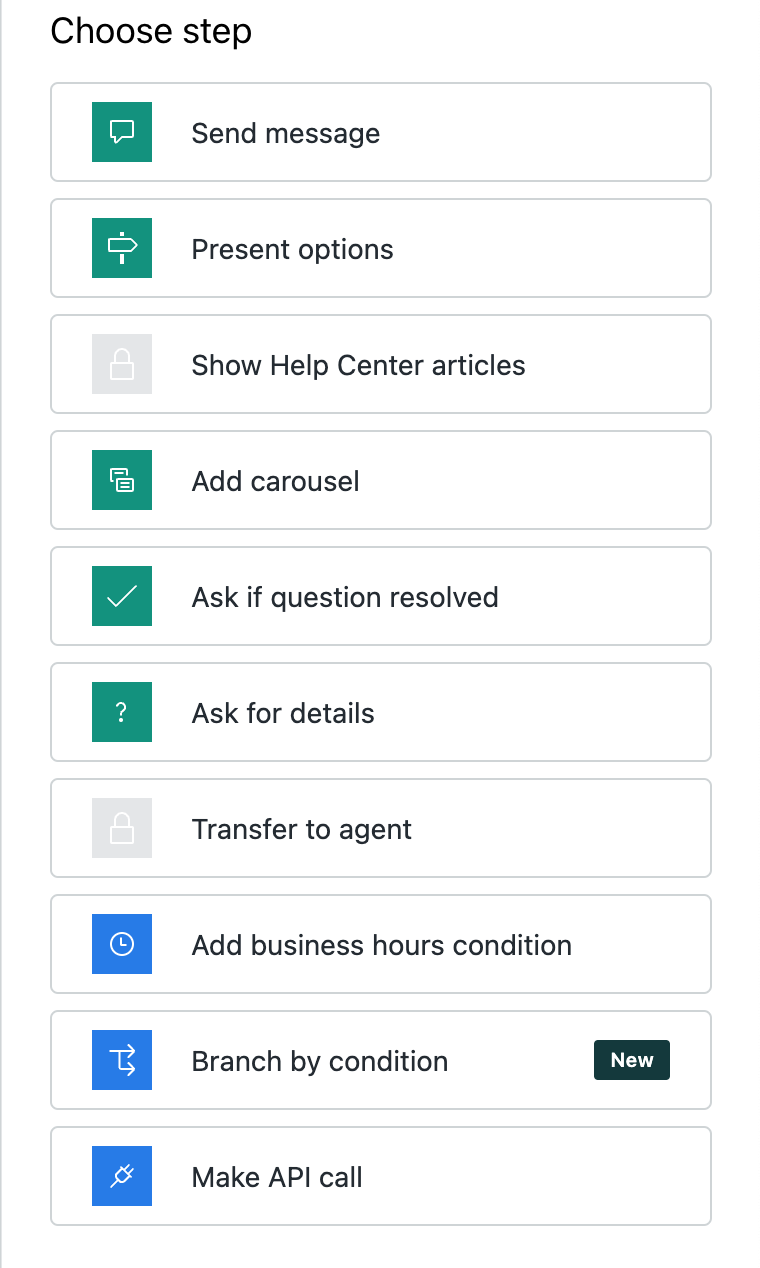 Choose step
Send message
Present options
Show Help Center articles
Add carousel
Ask if question resolved
?
Ask for details
Transfer to agent
Add business hours condition
Branch by condition
New
Make API call